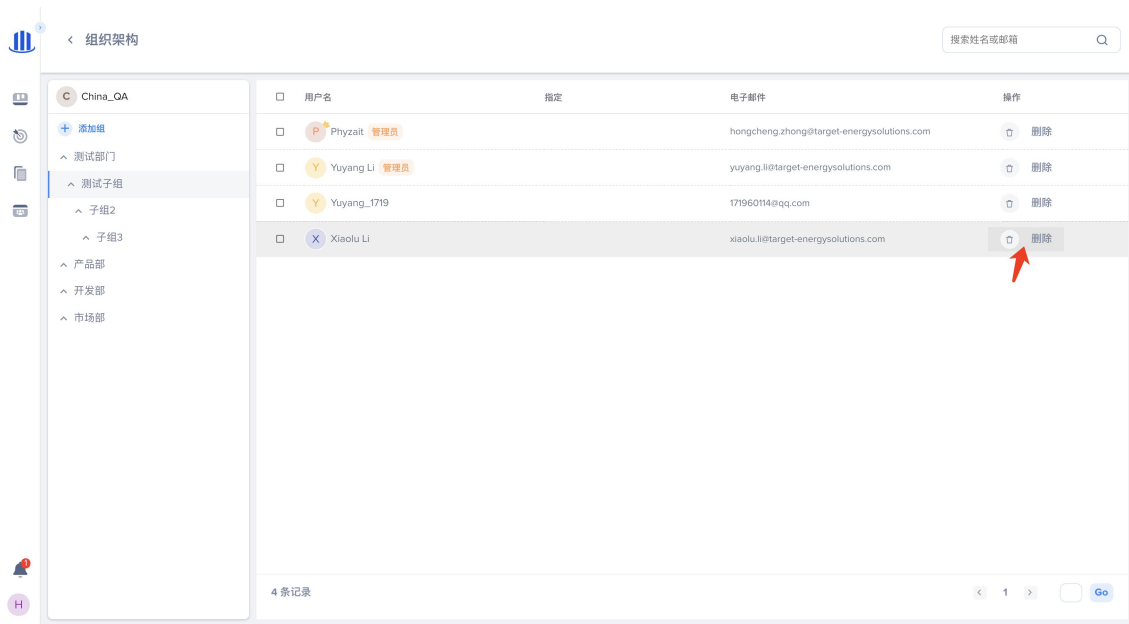 组织架构
搜索姓名或邮箱
C China_QA
添加组
测试部门
测试子组
子组2
子组3
产品部
开发部
市场部
用户名 指定 电子邮件 操作
P Phyzait 管理员 hongcheng.zhong@target-energysolutions.com 删除
Y Yuyang Li 管理员 yuyang.li@target-energysolutions.com 删除
Y Yuyang_1719 171960114@qq.com 删除
X Xiaolu Li xiaolu.li@target-energysolutions.com 删除
4 条记录 1 Go
1
H